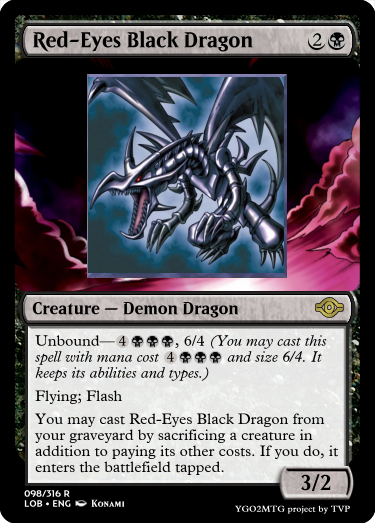 Red-Eyes Black Dragon 2
Creature — Demon Dragon
Unbound—4, 6/4 (You may cast this
spell with mana cost 4 and size 6/4. It
keeps its abilities and types.)
Flying; Flash
You may cast Red-Eyes Black Dragon from
your graveyard by sacrificing a creature in
addition to paying its other costs. If you do, it
enters the battlefield tapped.
3/2
098/316 R
LOB • ENG KONAMI
YGO2MTG project by TVP